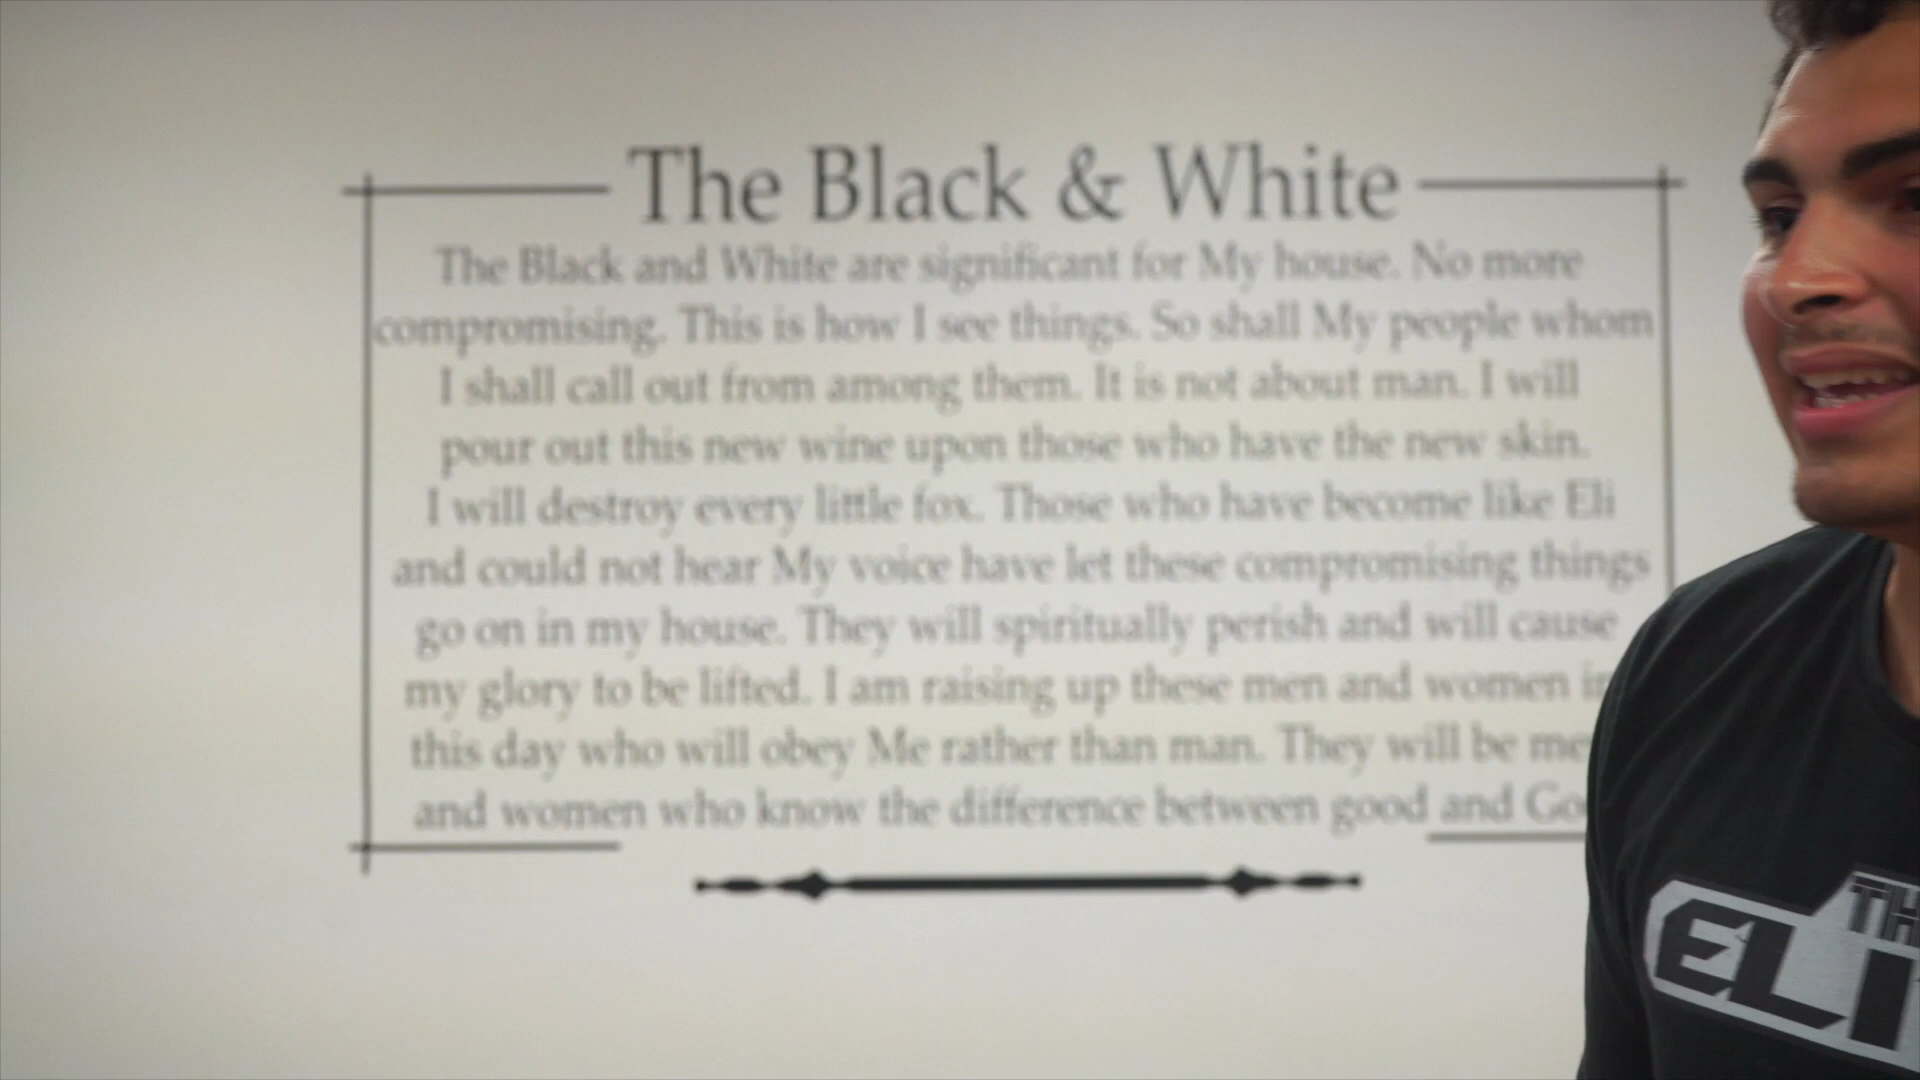 The Black & White
The Black and White are significant for My house. No more
compromising. This is how I see things. So shall My people whom
I shall call out from among them. It is not about man. I will
pour out this new wine upon those who have the new skin.
I will destroy every little fox. Those who have become like Eli
and could not hear My voice have let these compromising things
go on in my house. They will spiritually perish and will cause
my glory to be lifted. I am raising up these men and women in
this day who will obey Me rather than man. They will be me
and women who know the difference between good and Go
TH
ELI